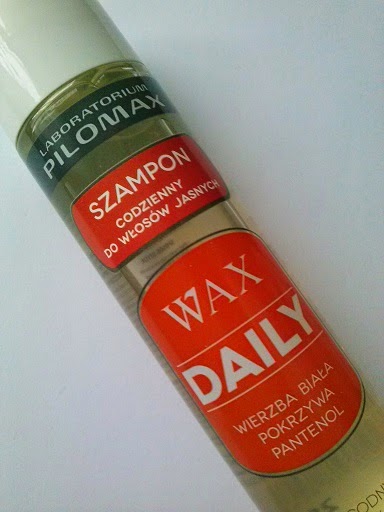 LABORATORIUM
PILOMAX
SZAMPON
CODZIENNY
DO WŁOSÓW JASNYCH
WAX
DAILY
WIERZBA BIAŁA
POKRZYWA
PANTENOL